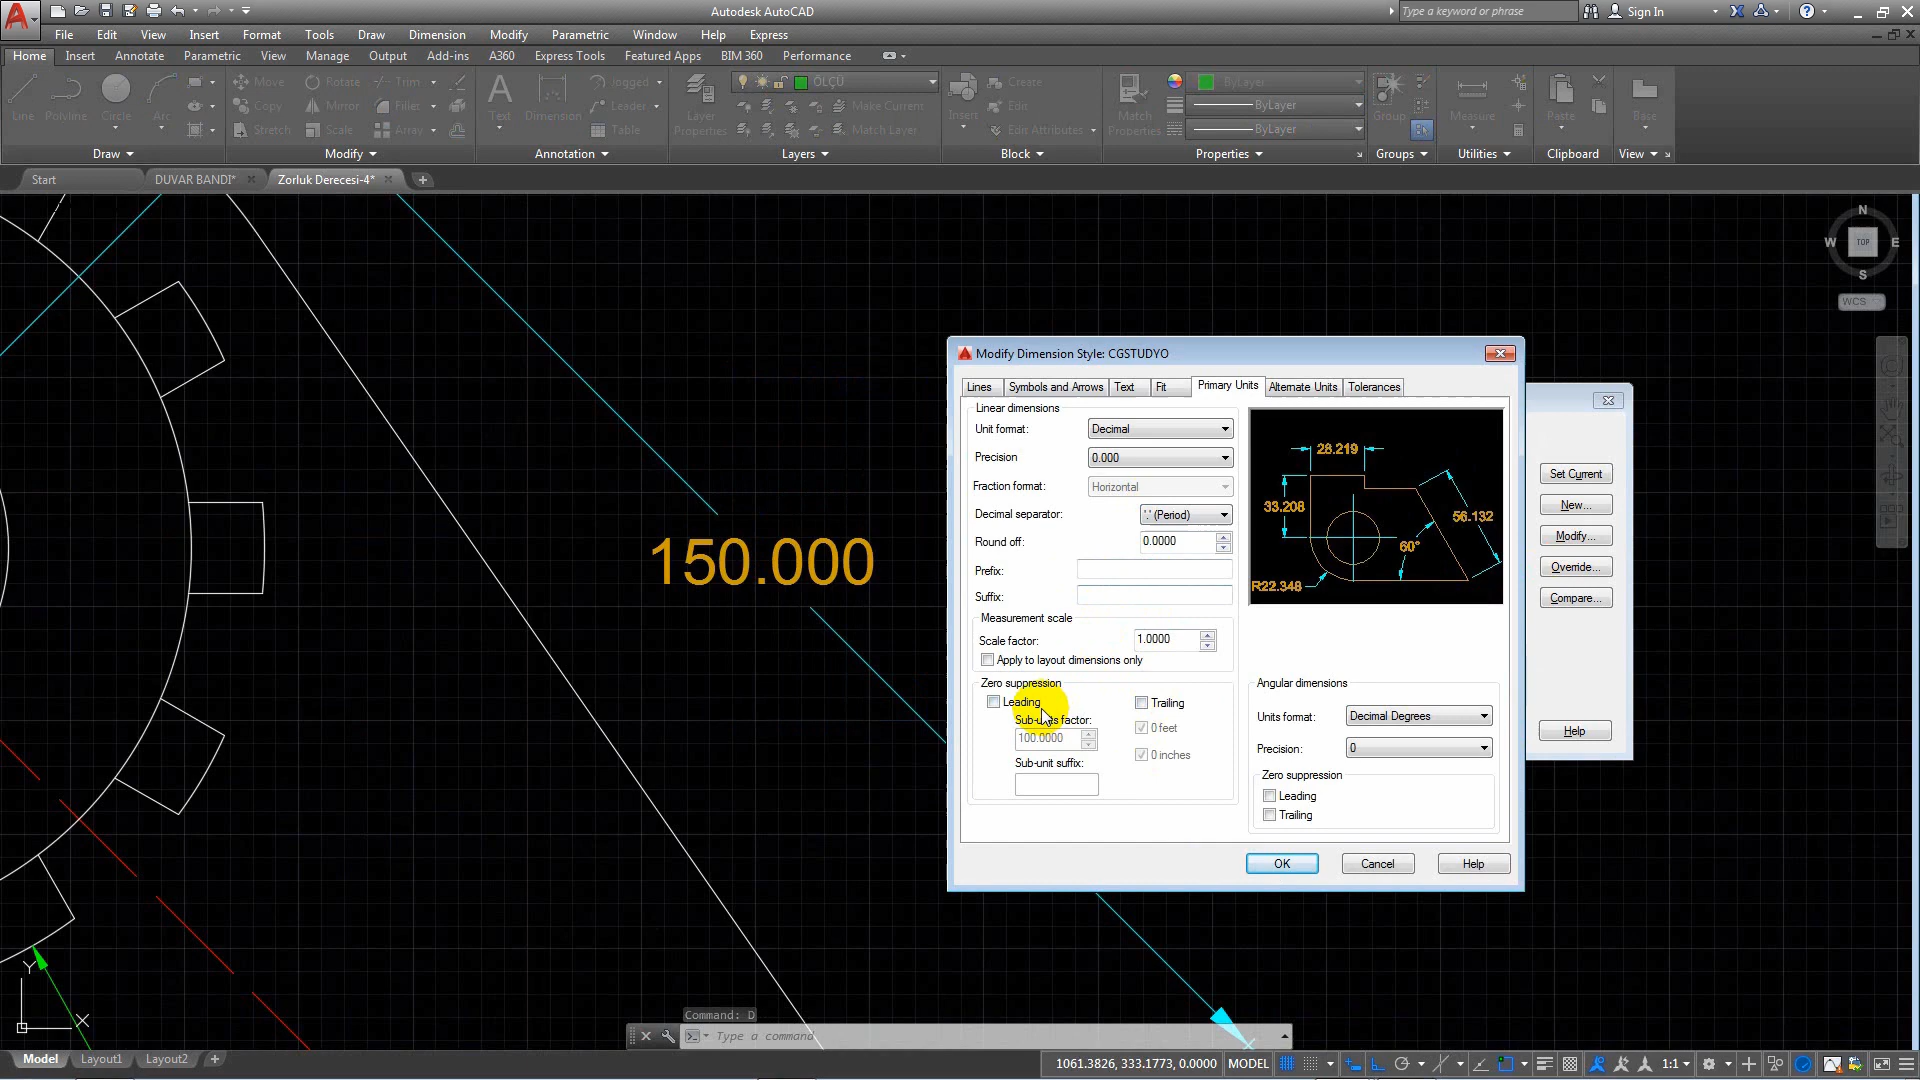 Autodesk AutoCAD
Type a keyword or phrase
Sign In
File Edit View Insert Format Tools Draw Dimension Modify Parametric Window Help Express
Home Insert Annotate Parametric View Manage Output Add-ins A360 Express Tools Featured Apps BIM 360 Performance
Line Polyline Circle Arc
Move Rotate Trim
Copy Mirror Fillet
Stretch Scale Array
Text Dimension
Jogged
Leader
Table
Layer Properties
ÖLÇÜ
Make Current
Match Layer
Insert
Create
Edit
Edit Attributes
Match Properties
ByLayer
ByLayer
ByLayer
Group
Measure
Paste
Base
Draw Modify Annotation Layers Block Properties Groups Utilities Clipboard View
Start DUVAR BANDI* Zorluk Derecesi-4*
N
W TOP E
S
WCS
150.000
Modify Dimension Style: CGSTUDYO
Lines Symbols and Arrows Text Fit Primary Units Alternate Units Tolerances
Linear dimensions
Unit format: Decimal
Precision 0.000
Fraction format: Horizontal
Decimal separator: '.' (Period)
Round off: 0.0000
Prefix:
Suffix:
Measurement scale
Scale factor: 1.0000
Apply to layout dimensions only
Zero suppression
Leading Trailing
Sub-units factor: 0 feet
100.0000 0 inches
Sub-unit suffix:
28.219
33.208
56.132
60°
R22.348
Angular dimensions
Units format: Decimal Degrees
Precision: 0
Zero suppression
Leading
Trailing
OK Cancel Help
Set Current
New...
Modify...
Override...
Compare...
Help
Y
X
Command: D
Type a command
Model Layout1 Layout2
1061.3826, 333.1773, 0.0000 MODEL 1:1